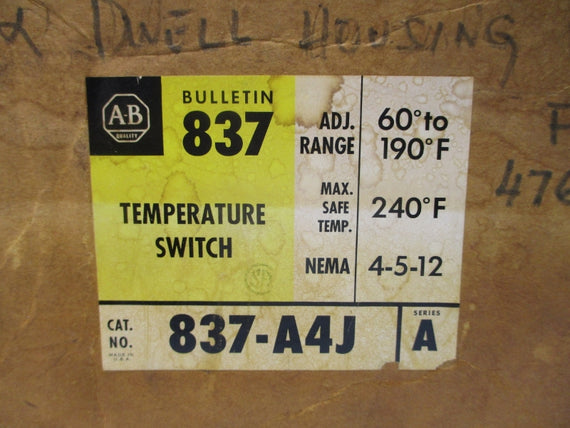 DWELL HOUSING
A-B
QUALITY
BULLETIN
837
ADJ. RANGE
60° to 190°F
TEMPERATURE SWITCH
MAX. SAFE TEMP.
240°F
NEMA
4-5-12
476
CAT. NO.
MADE IN U.S.A.
837-A4J
SERIES
A